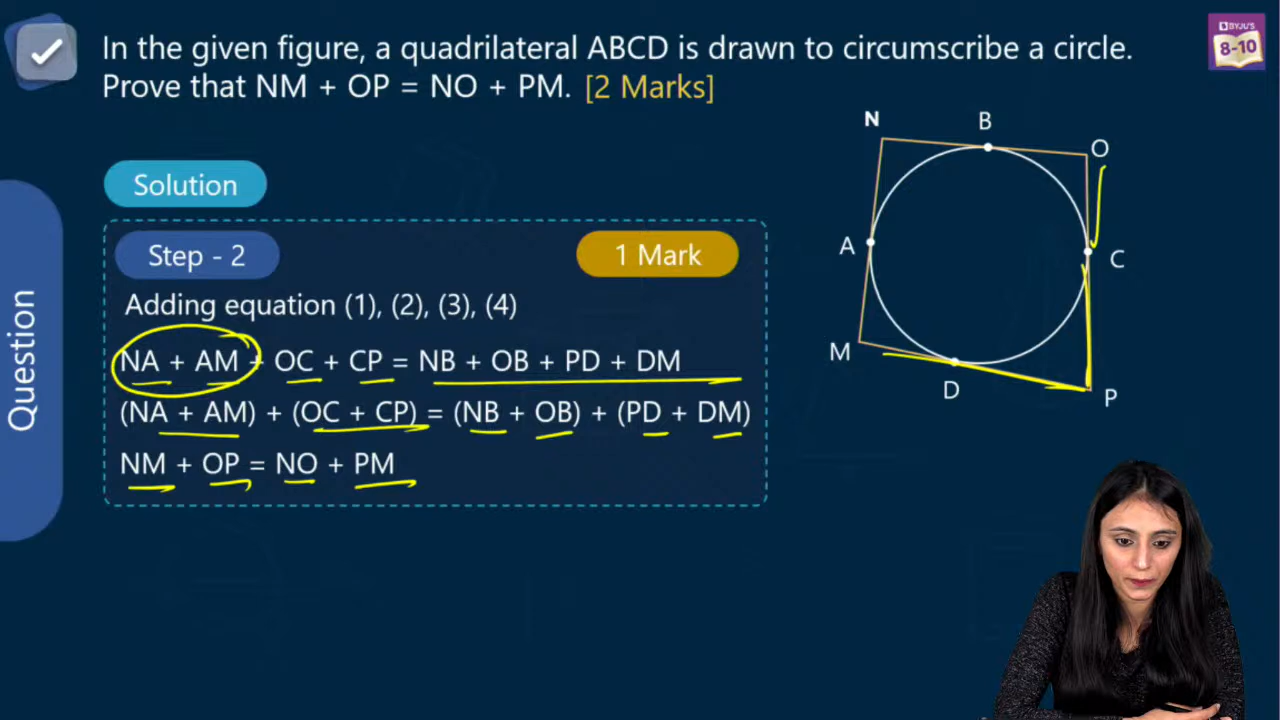 In the given figure, a quadrilateral ABCD is drawn to circumscribe a circle.
Prove that NM + OP = NO + PM. [2 Marks]
BYJU'S
8-10
Question
Solution
Step - 2
1 Mark
Adding equation (1), (2), (3), (4)
NA + AM + OC + CP = NB + OB + PD + DM
(NA + AM) + (OC + CP) = (NB + OB) + (PD + DM)
NM + OP = NO + PM
N
B
O
A
C
M
D
P